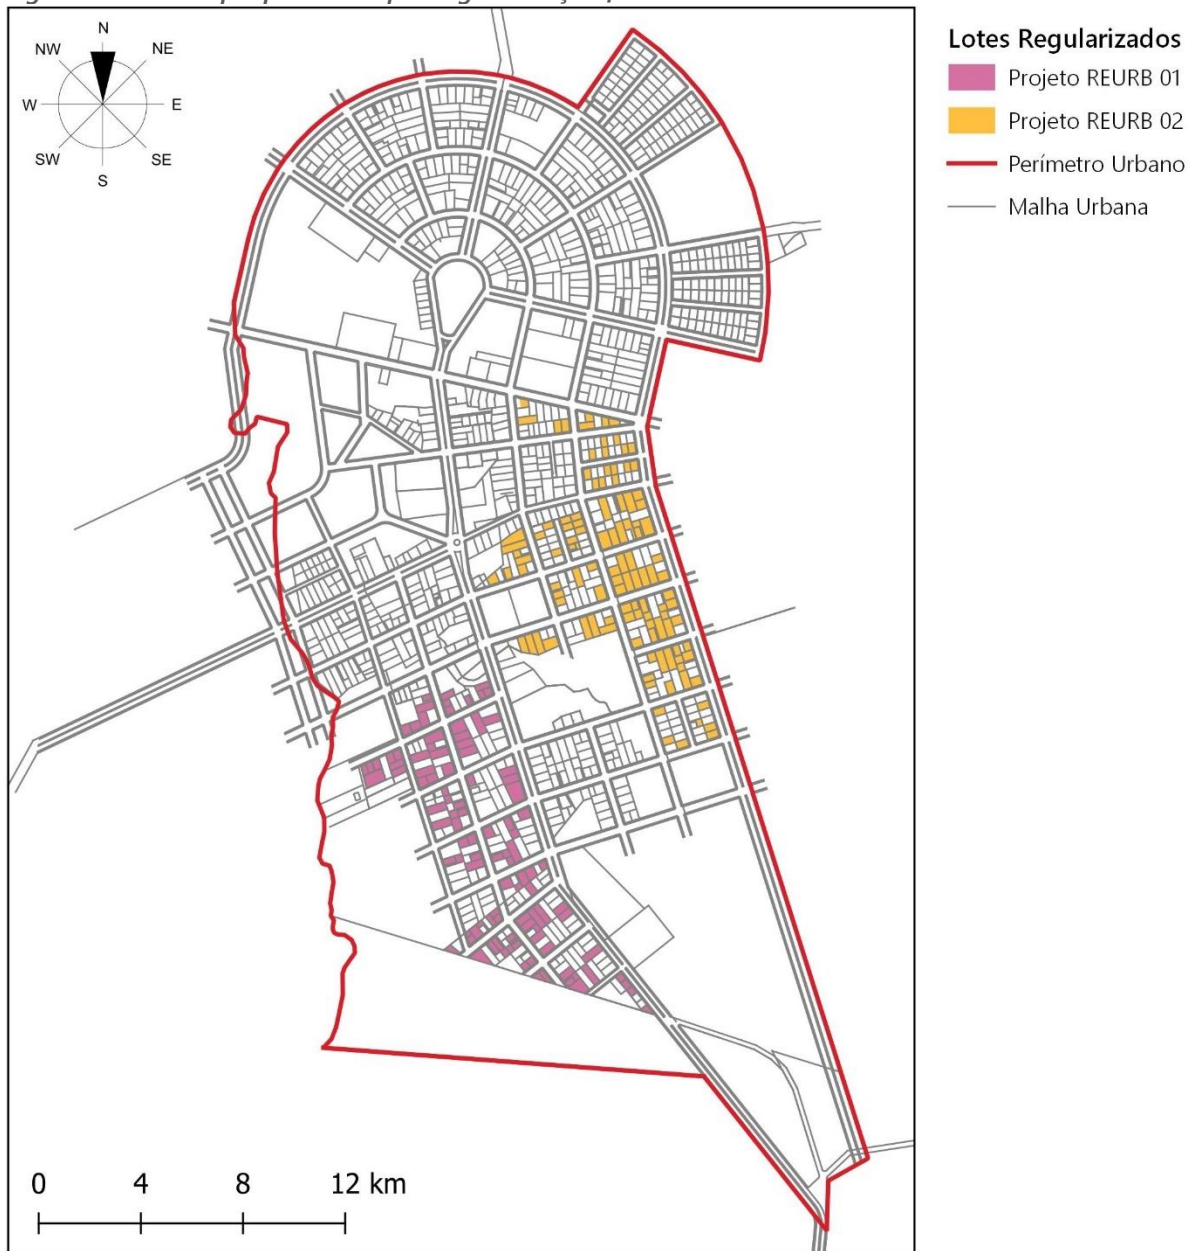 N
NW NE
W E
SW SE
S
Lotes Regularizados
Projeto REURB 01
Projeto REURB 02
Perímetro Urbano
Malha Urbana
0 4 8 12 km